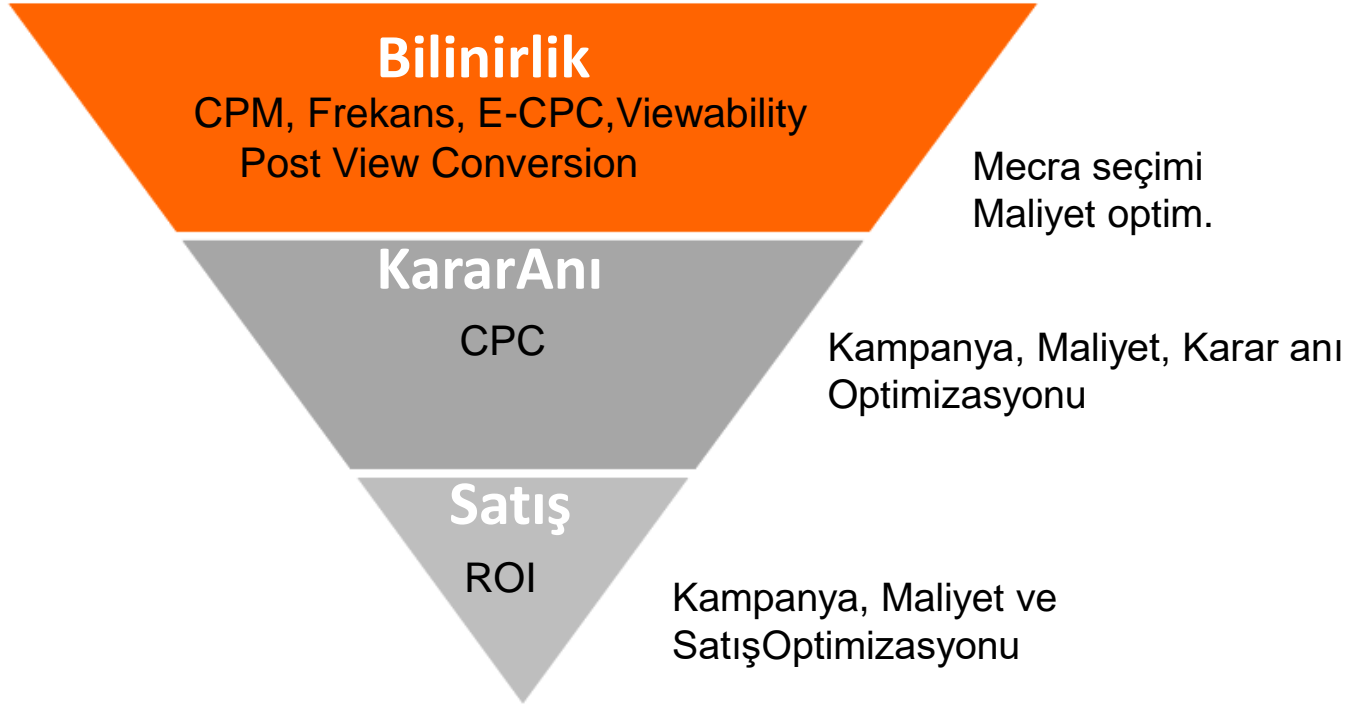 Bilinirlik
CPM, Frekans, E-CPC,Viewability
Post View Conversion
Mecra seçimi
Maliyet optim.
KararAnı
CPC
Kampanya, Maliyet, Karar anı
Optimizasyonu
Satış
ROI
Kampanya, Maliyet ve
SatışOptimizasyonu